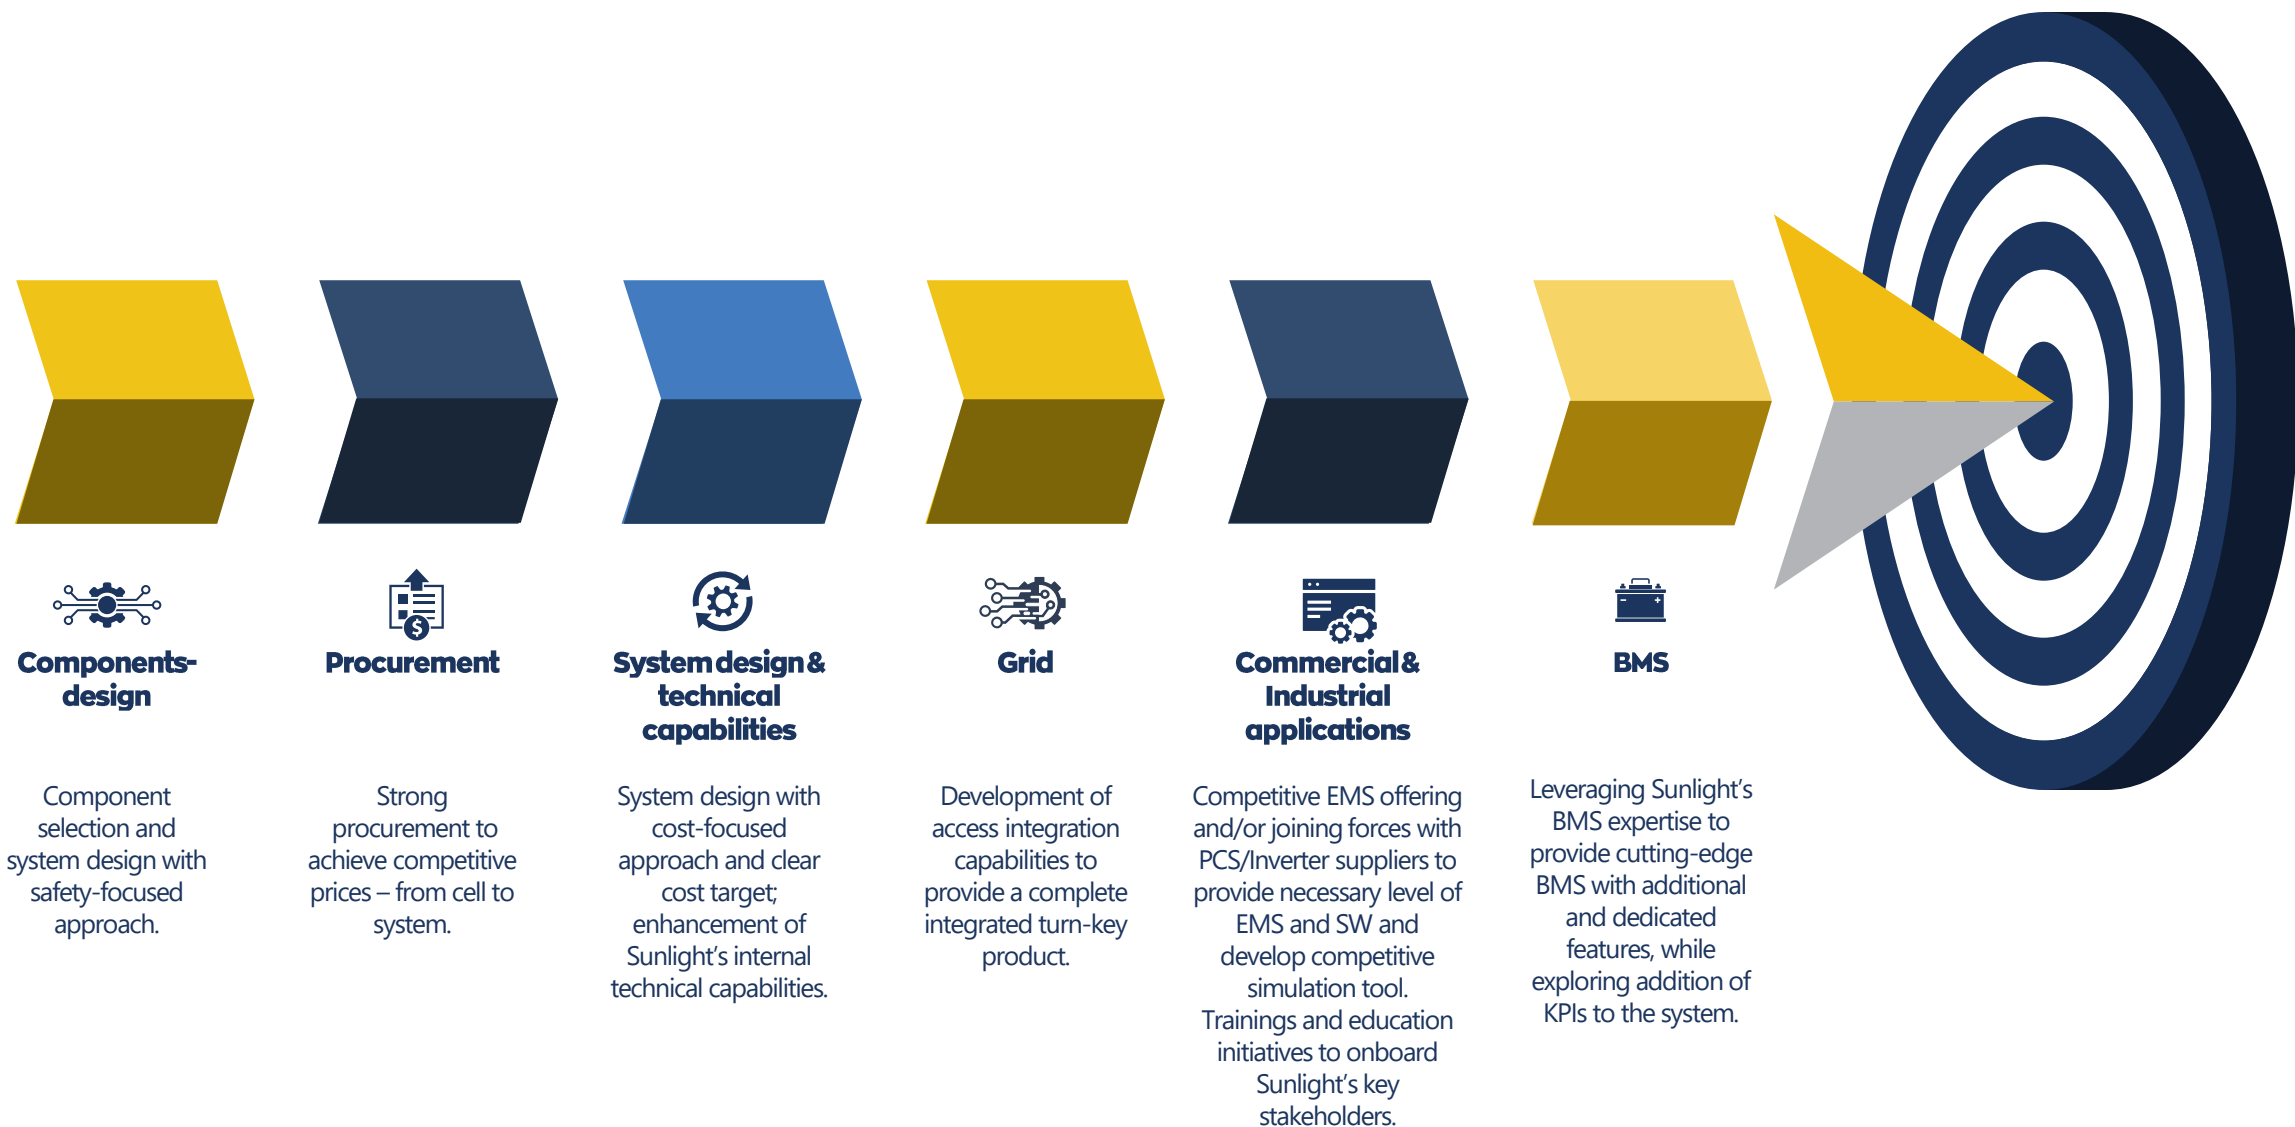 Components-
design
Component
selection and
system design with
safety-focused
approach.
Procurement
Strong
procurement to
achieve competitive
prices – from cell to
system.
System design &
technical
capabilities
System design with
cost-focused
approach and clear
cost target;
enhancement of
Sunlight’s internal
technical capabilities.
Grid
Development of
access integration
capabilities to
provide a complete
integrated turn-key
product.
Commercial &
Industrial
applications
Competitive EMS offering
and/or joining forces with
PCS/Inverter suppliers to
provide necessary level of
EMS and SW and
develop competitive
simulation tool.
Trainings and education
initiatives to onboard
Sunlight’s key
stakeholders.
BMS
Leveraging Sunlight’s
BMS expertise to
provide cutting-edge
BMS with additional
and dedicated
features, while
exploring addition of
KPIs to the system.